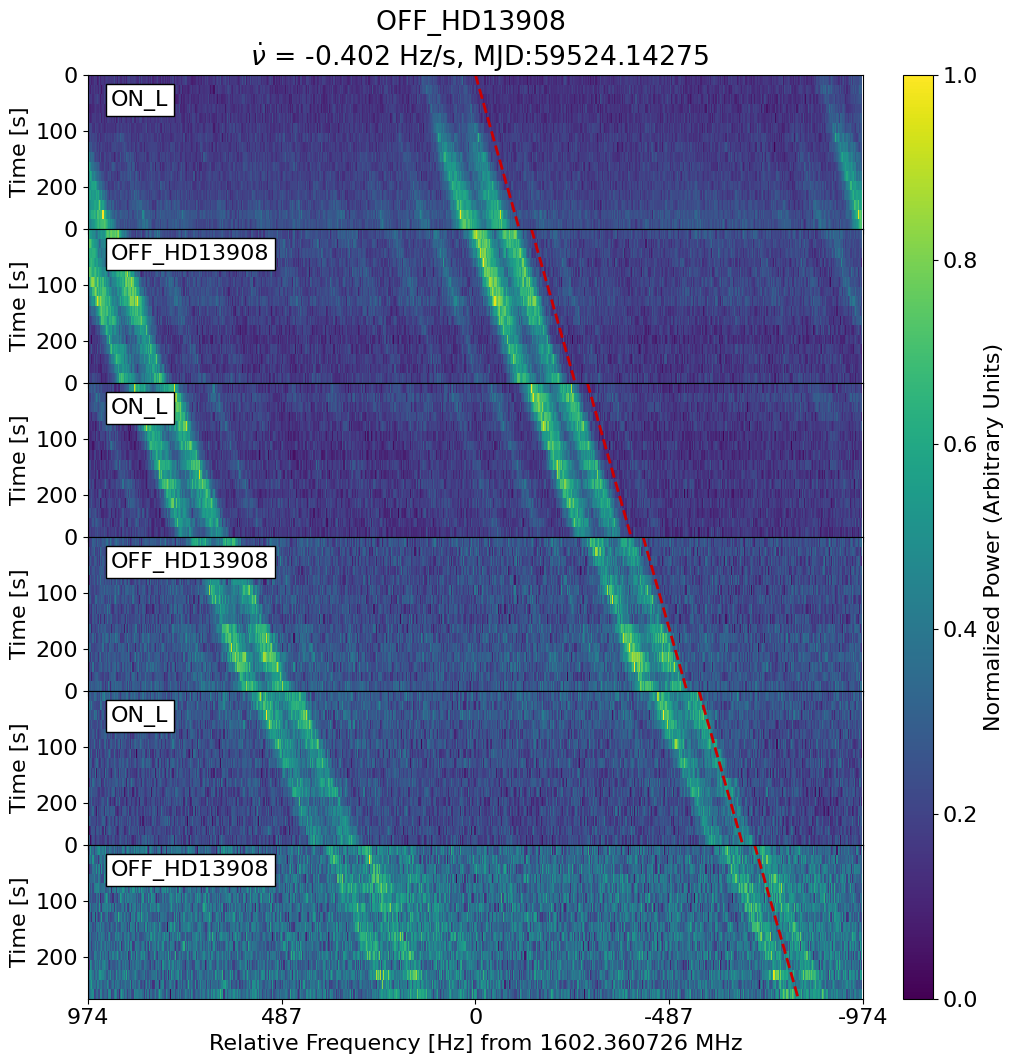 OFF_HD13908
ν̇ = -0.402 Hz/s, MJD:59524.14275
0
100
200
Time [s]
ON_L
0
100
200
Time [s]
OFF_HD13908
0
100
200
Time [s]
ON_L
0
100
200
Time [s]
OFF_HD13908
0
100
200
Time [s]
ON_L
0
100
200
Time [s]
OFF_HD13908
974
487
0
-487
-974
Relative Frequency [Hz] from 1602.360726 MHz
1.0
0.8
0.6
0.4
0.2
0.0
Normalized Power (Arbitrary Units)